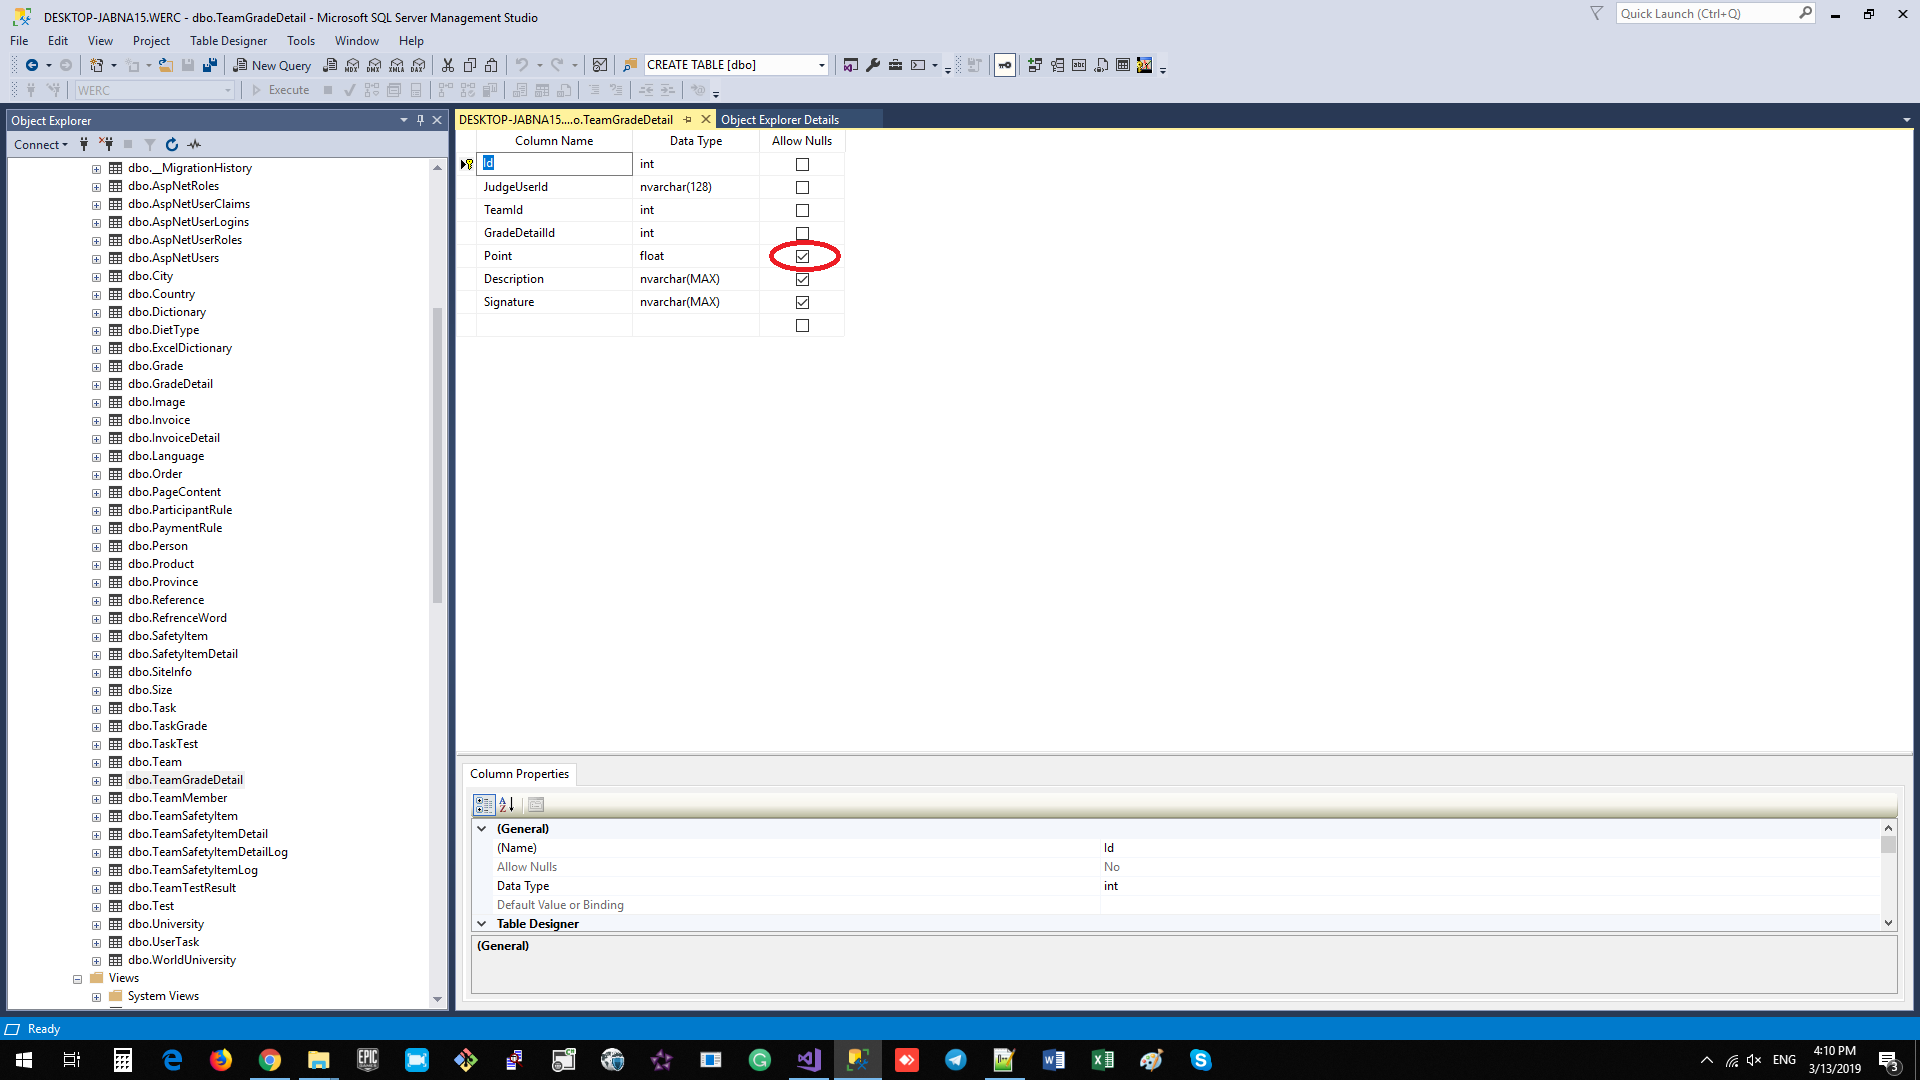 DESKTOP-JABNA15.WERC - dbo.TeamGradeDetail - Microsoft SQL Server Management Studio
Quick Launch (Ctrl+Q)
File Edit View Project Table Designer Tools Window Help
New Query MDX DMX XMLA DAX CREATE TABLE [dbo]
WERC Execute
Object Explorer
DESKTOP-JABNA15....o.TeamGradeDetail
Object Explorer Details
Connect
Column Name Data Type Allow Nulls
Id int
JudgeUserId nvarchar(128)
TeamId int
GradeDetailId int
Point float
Description nvarchar(MAX)
Signature nvarchar(MAX)
dbo.__MigrationHistory
dbo.AspNetRoles
dbo.AspNetUserClaims
dbo.AspNetUserLogins
dbo.AspNetUserRoles
dbo.AspNetUsers
dbo.City
dbo.Country
dbo.Dictionary
dbo.DietType
dbo.ExcelDictionary
dbo.Grade
dbo.GradeDetail
dbo.Image
dbo.Invoice
dbo.InvoiceDetail
dbo.Language
dbo.Order
dbo.PageContent
dbo.ParticipantRule
dbo.PaymentRule
dbo.Person
dbo.Product
dbo.Province
dbo.Reference
dbo.RefrenceWord
dbo.SafetyItem
dbo.SafetyItemDetail
dbo.SiteInfo
dbo.Size
dbo.Task
dbo.TaskGrade
dbo.TaskTest
dbo.Team
dbo.TeamGradeDetail
dbo.TeamMember
dbo.TeamSafetyItem
dbo.TeamSafetyItemDetail
dbo.TeamSafetyItemDetailLog
dbo.TeamSafetyItemLog
dbo.TeamTestResult
dbo.Test
dbo.University
dbo.UserTask
dbo.WorldUniversity
Views
System Views
Column Properties
(General)
(Name) Id
Allow Nulls No
Data Type int
Default Value or Binding
Table Designer
(General)
Ready
EPIC
ENG
4:10 PM
3/13/2019
3